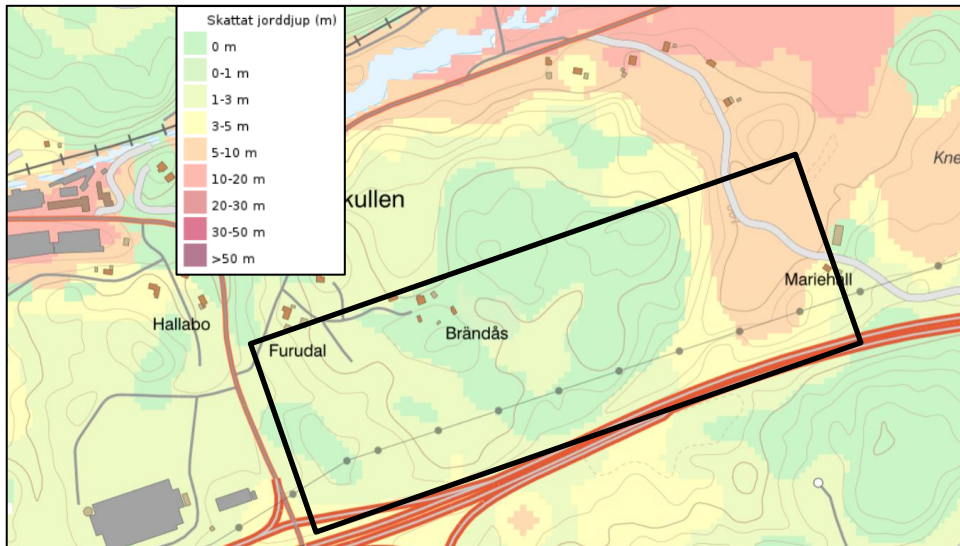 Skattat jorddjup (m)
0 m
0-1 m
1-3 m
3-5 m
5-10 m
10-20 m
20-30 m
30-50 m
>50 m
kullen
Kne
Mariehäll
Hallabo
Furudal
Brändås